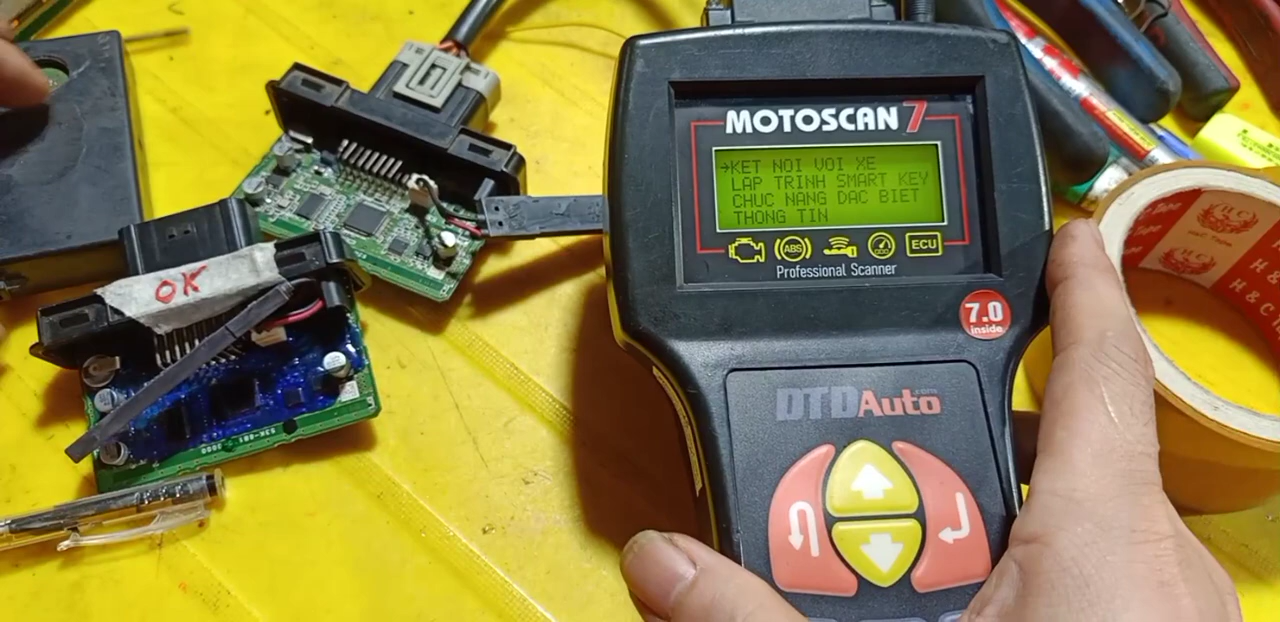 MOTOSCAN 7
→KET NOI VOI XE
LAP TRINH SMART KEY
CHUC NANG DAC BIET
THONG TIN
ABS
ECU
Professional Scanner
7.0
inside
DTDAuto.com
OK